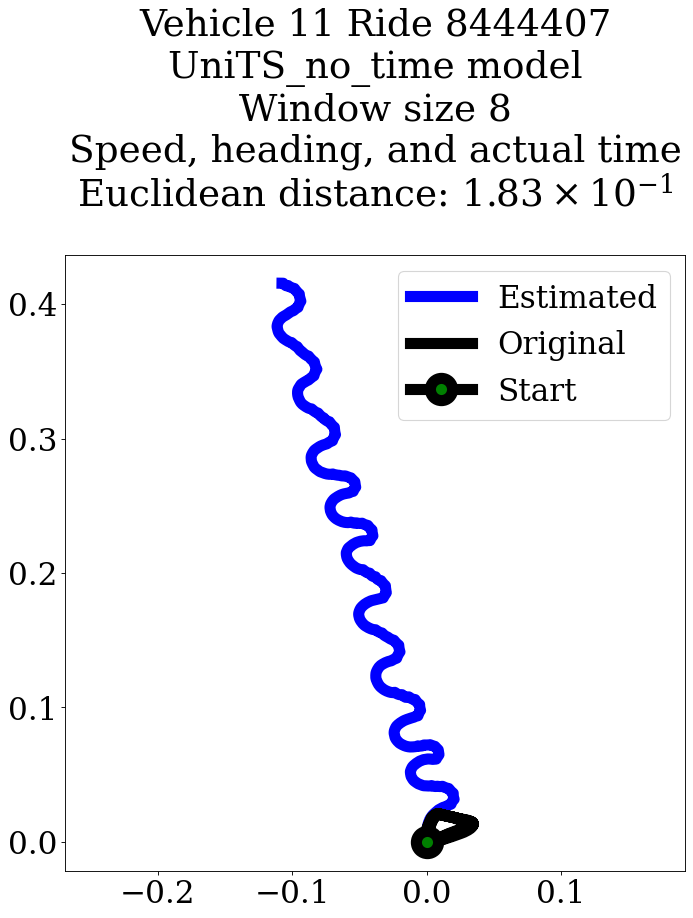 Vehicle 11 Ride 8444407
UniTS_no_time model
Window size 8
Speed, heading, and actual time
Euclidean distance: 1.83 × 10⁻¹
Estimated
Original
Start
0.4
0.3
0.2
0.1
0.0
−0.2 −0.1 0.0 0.1